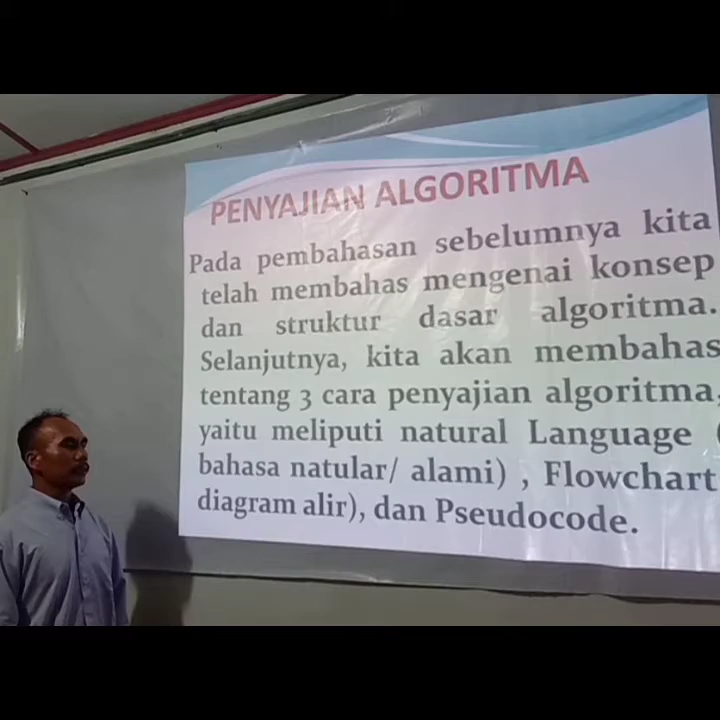 PENYAJIAN ALGORITMA
Pada pembahasan sebelumnya kita
telah membahas mengenai konsep
dan struktur dasar algoritma.
Selanjutnya, kita akan membahas
tentang 3 cara penyajian algoritma,
yaitu meliputi natural Language (
bahasa natular/ alami) , Flowchart
diagram alir), dan Pseudocode.